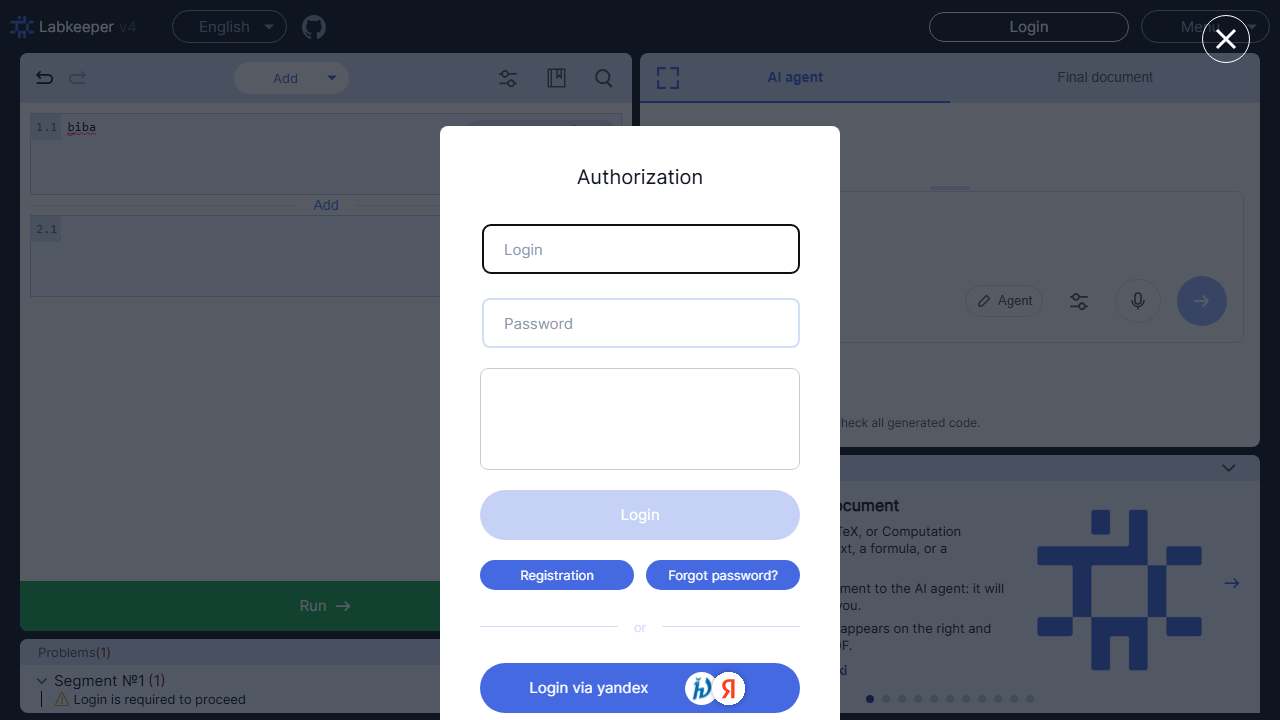 Labkeeper v4
English
Login
Menu
Add
AI agent
Final document
1.1 biba
Add
2.1
Authorization
Login
Password
Agent
heck all generated code.
Login
Registration
Forgot password?
or
Login via yandex
Run
Problems(1)
Segment №1 (1)
Login is required to proceed
ocument
TeX, or Computation
xt, a formula, or a
ment to the AI agent: it will
you.
appears on the right and
DF.
ki